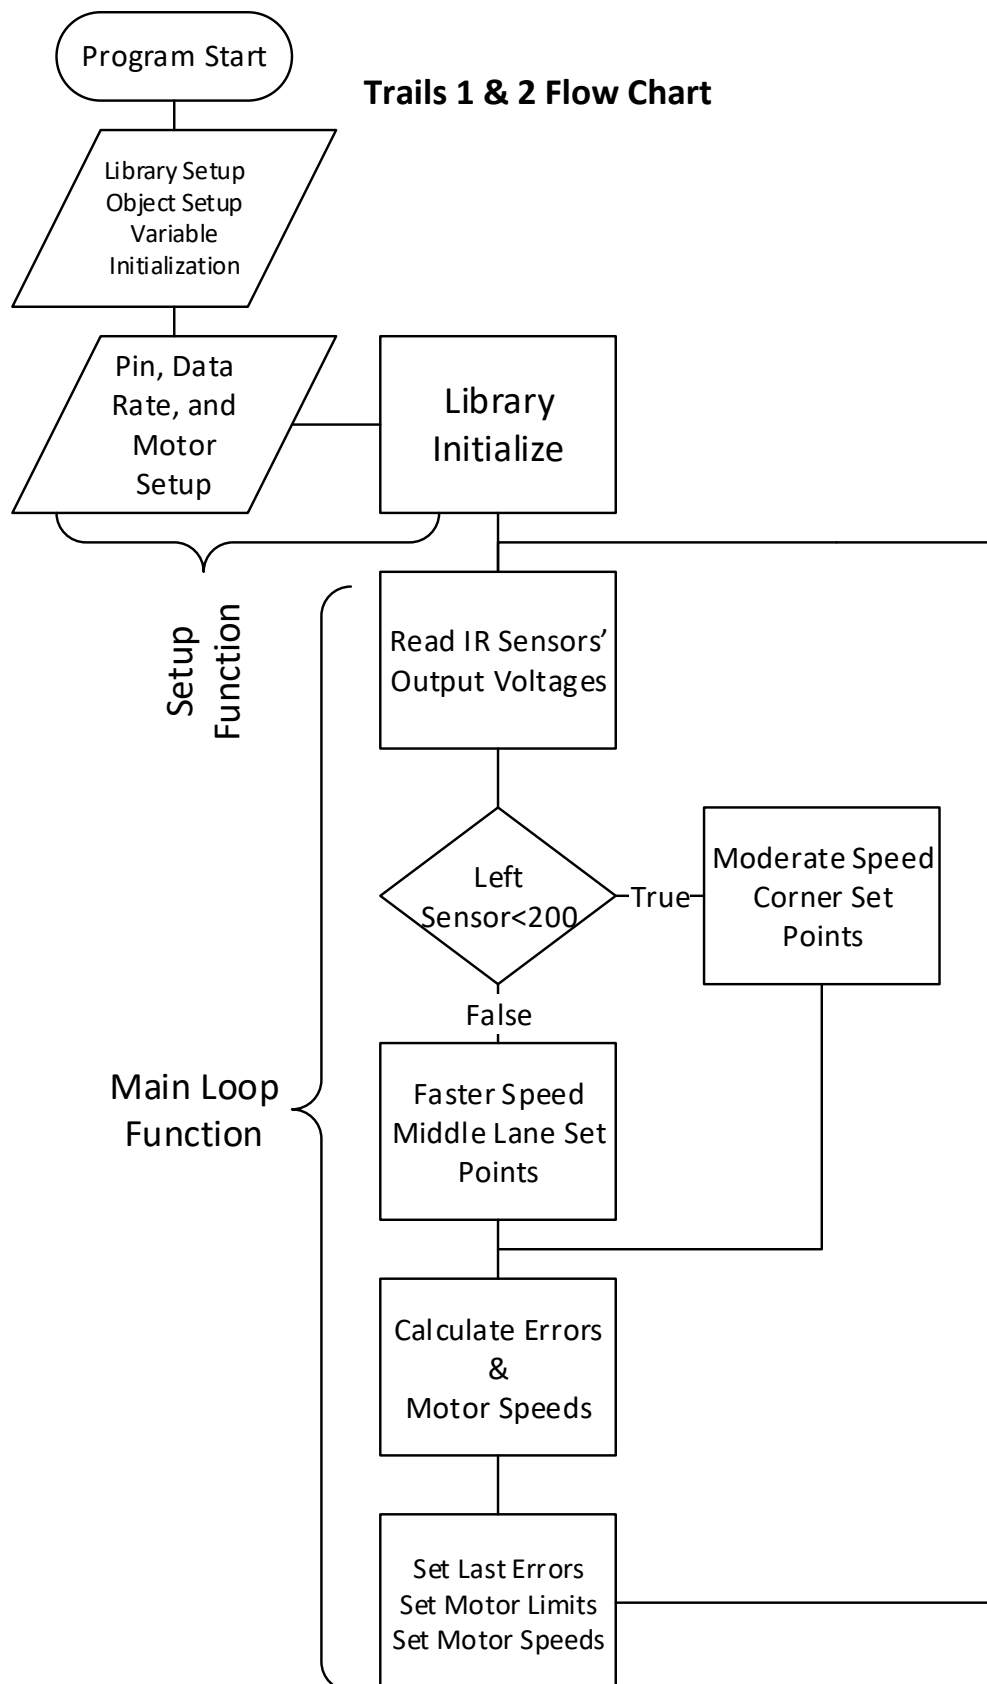 Program Start
Trails 1 & 2 Flow Chart
Library Setup
Object Setup
Variable
Initialization
Pin, Data
Rate, and
Motor
Setup
Library
Initialize
Setup
Function
Read IR Sensors’
Output Voltages
Left
Sensor<200
True
Moderate Speed
Corner Set
Points
False
Faster Speed
Middle Lane Set
Points
Main Loop
Function
Calculate Errors
&
Motor Speeds
Set Last Errors
Set Motor Limits
Set Motor Speeds